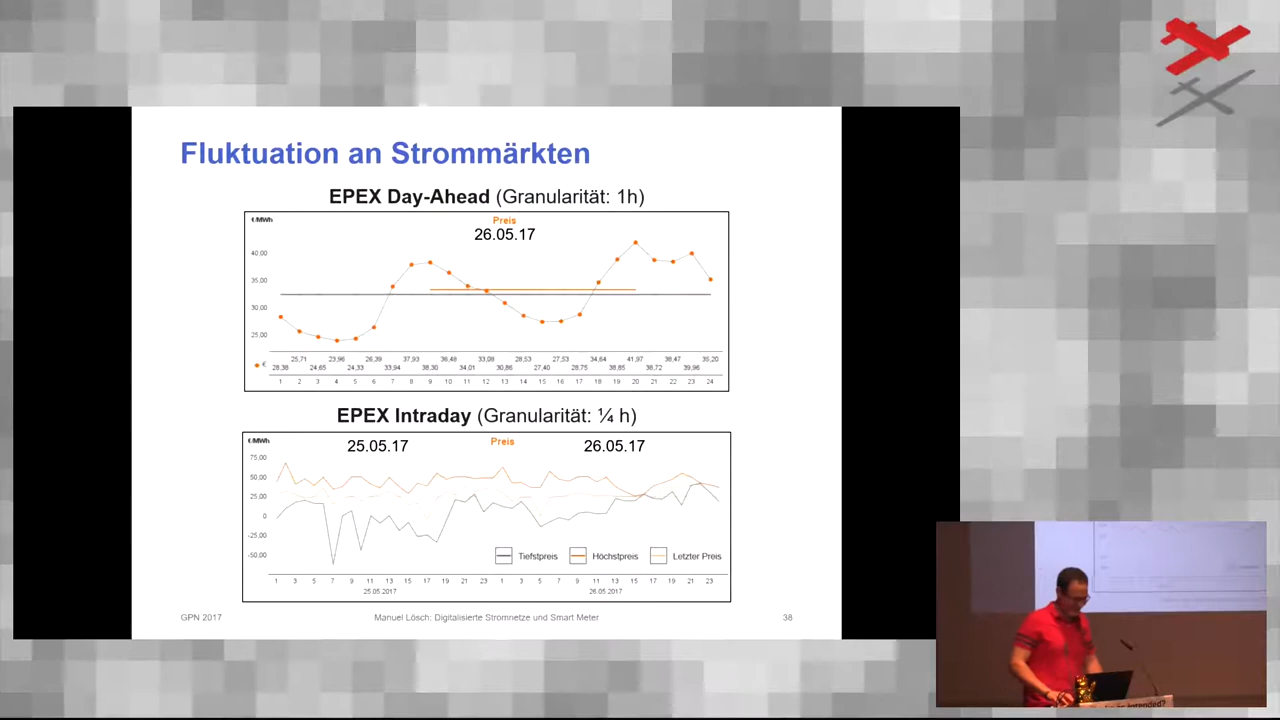 Fluktuation an Strommärkten
EPEX Day-Ahead (Granularität: 1h)
€/MWh
Preis
26.05.17
40,00
35,00
30,00
25,00
25,71 23,96 26,39 37,93 36,48 33,08 28,53 27,53 34,64 41,97 38,47 35,20
€ 28,38 24,65 24,33 33,94 38,30 34,01 30,86 27,40 28,75 38,85 38,72 39,96
1 2 3 4 5 6 7 8 9 10 11 12 13 14 15 16 17 18 19 20 21 22 23 24
EPEX Intraday (Granularität: ¼ h)
€/MWh
25.05.17 Preis 26.05.17
75,00
50,00
25,00
0
-25,00
-50,00
Tiefstpreis Höchstpreis Letzter Preis
1 3 5 7 9 11 13 15 17 19 21 23 1 3 5 7 9 11 13 15 17 19 21 23
25.05.2017 26.05.2017
GPN 2017 Manuel Lösch: Digitalisierte Stromnetze und Smart Meter 38
intended?